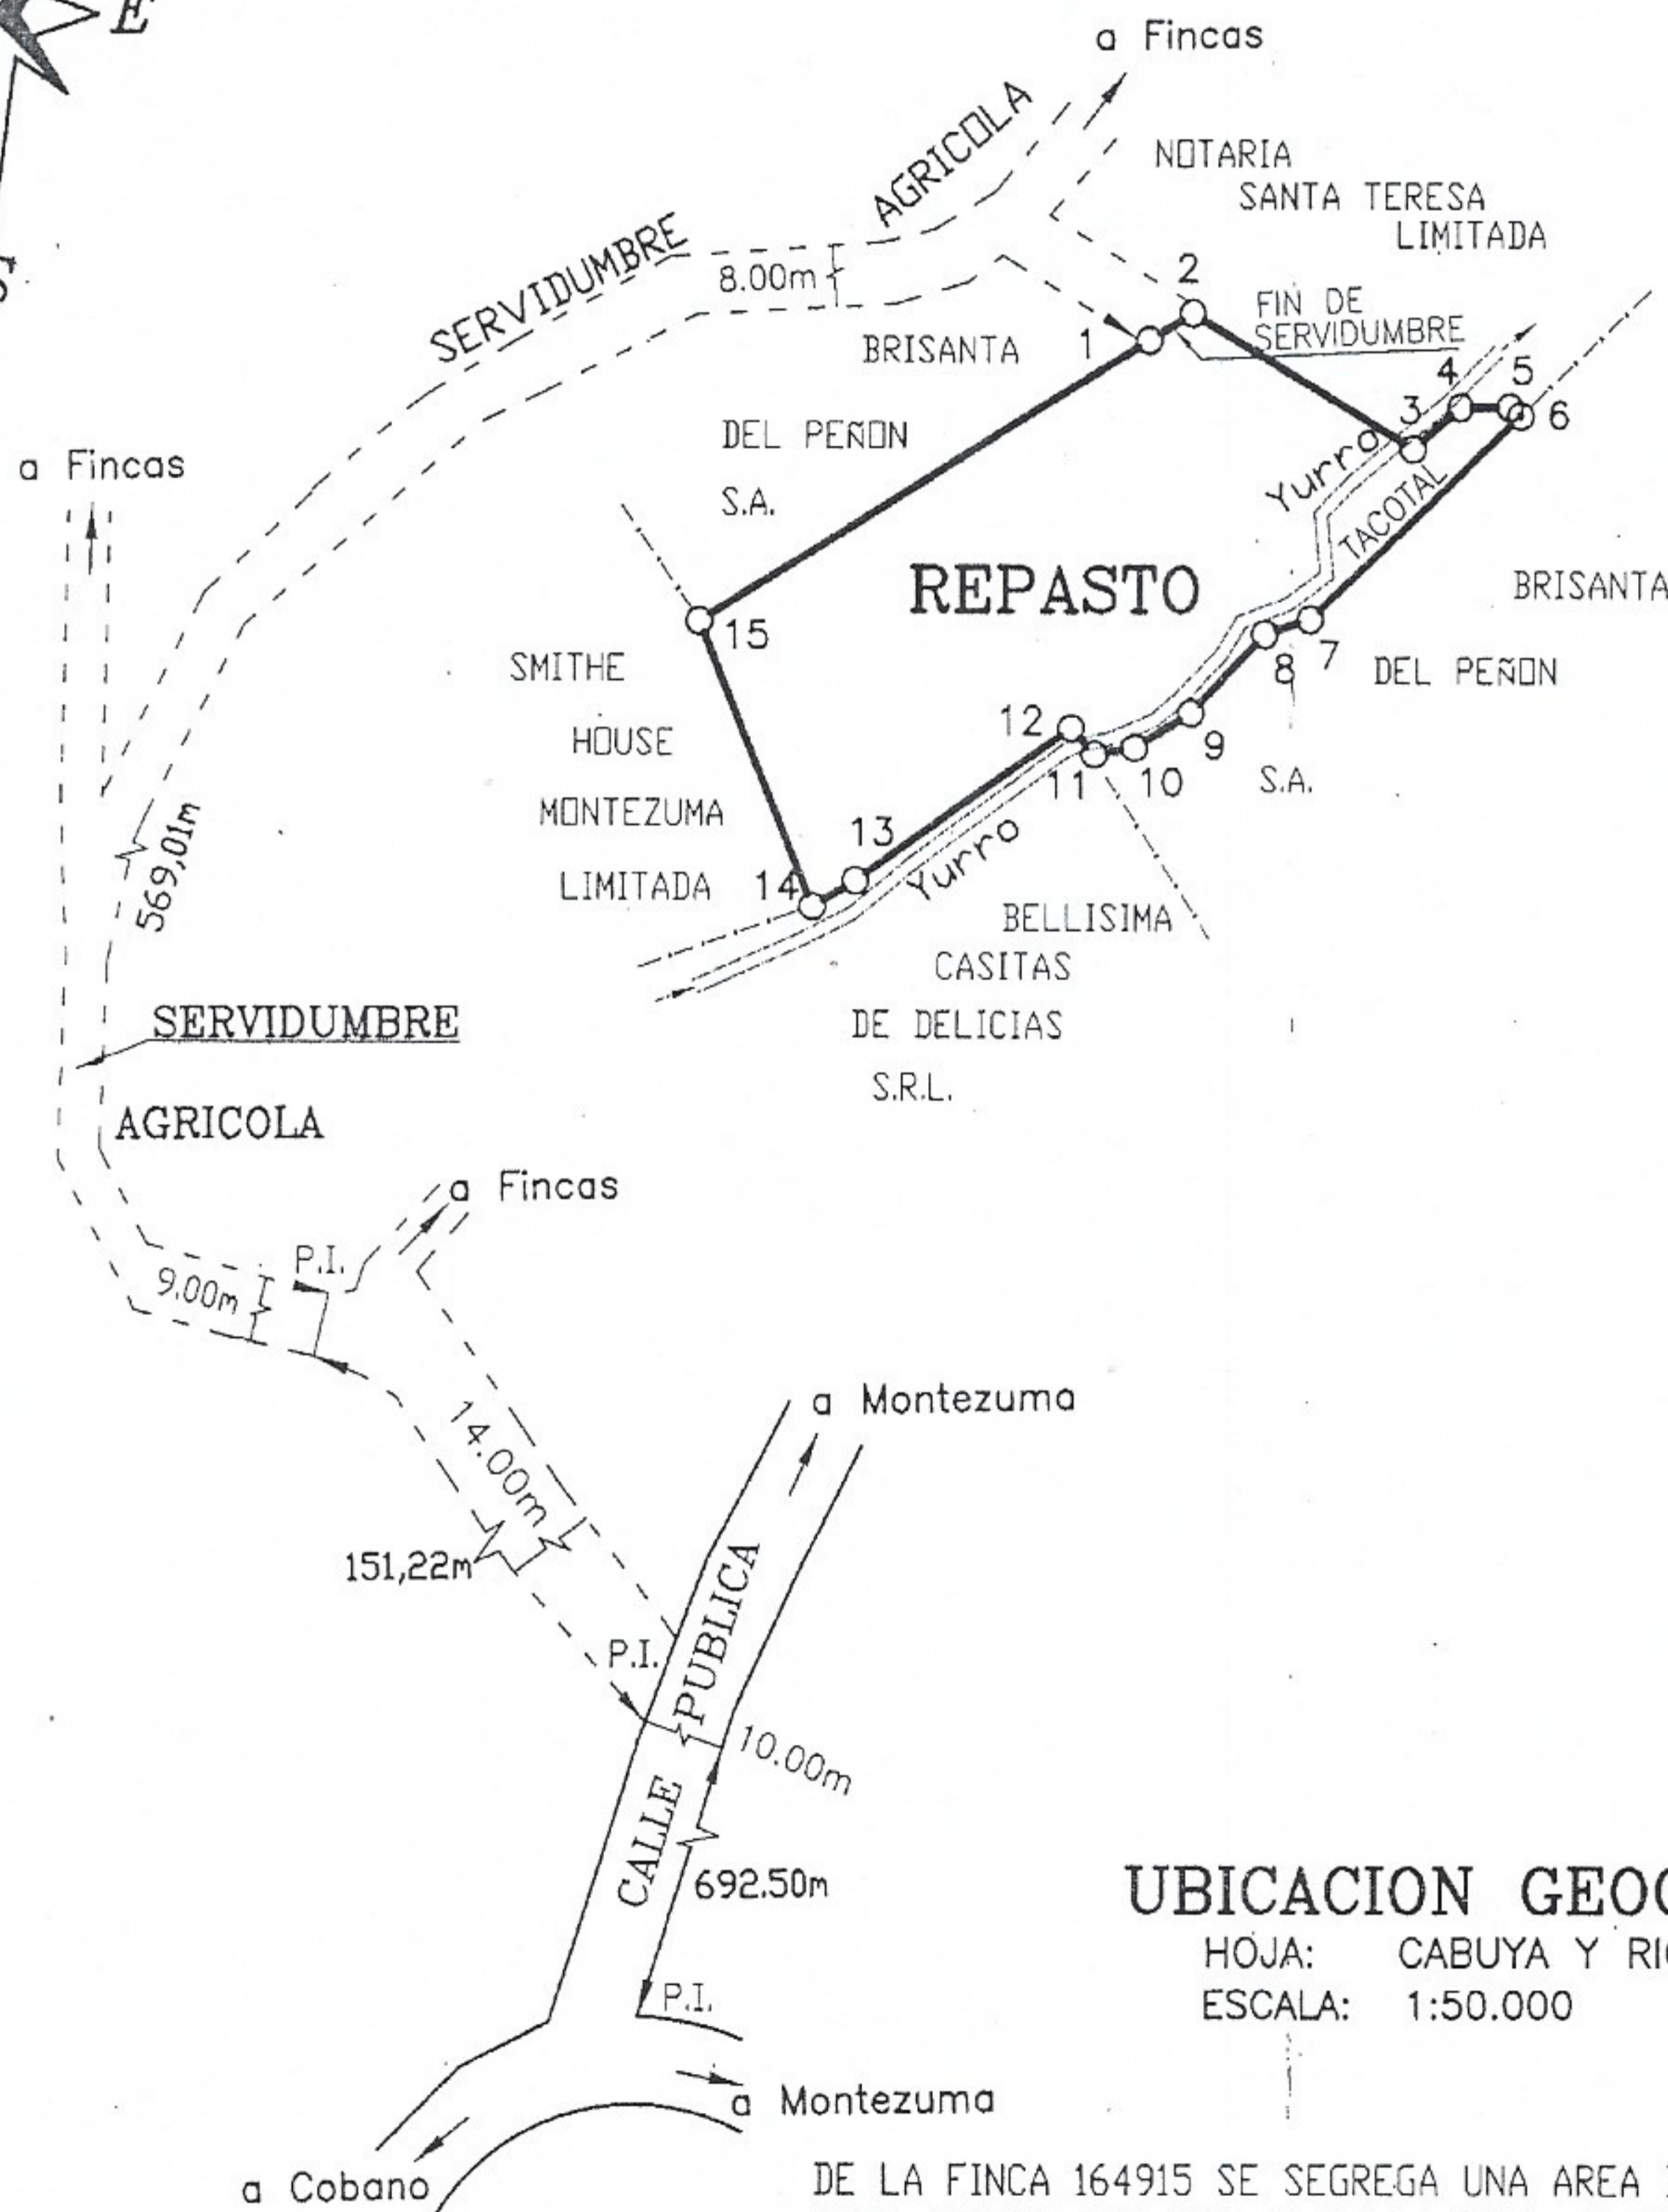 E
S
a Fincas
SERVIDUMBRE AGRICOLA
8.00m
NOTARIA
SANTA TERESA
LIMITADA
2
FIN DE
SERVIDUMBRE
1
BRISANTA
DEL PEÑON
S.A.
4
5
3
6
Yurro
TACOTAL
a Fincas
REPASTO
BRISANTA
DEL PEÑON
S.A.
15
7
8
9
10
11
12
13
14
SMITHE
HOUSE
MONTEZUMA
LIMITADA
Yurro
BELLISIMA
CASITAS
DE DELICIAS
S.R.L.
569,01m
SERVIDUMBRE
AGRICOLA
a Fincas
P.I.
9.00m
14.00m
151,22m
a Montezuma
P.I.
CALLE PUBLICA
10.00m
692.50m
P.I.
a Montezuma
a Cobano
UBICACION
HOJA: CABUYA Y
ESCALA: 1:50.000
DE LA FINCA 164915 SE SEGREGA UNA AREA